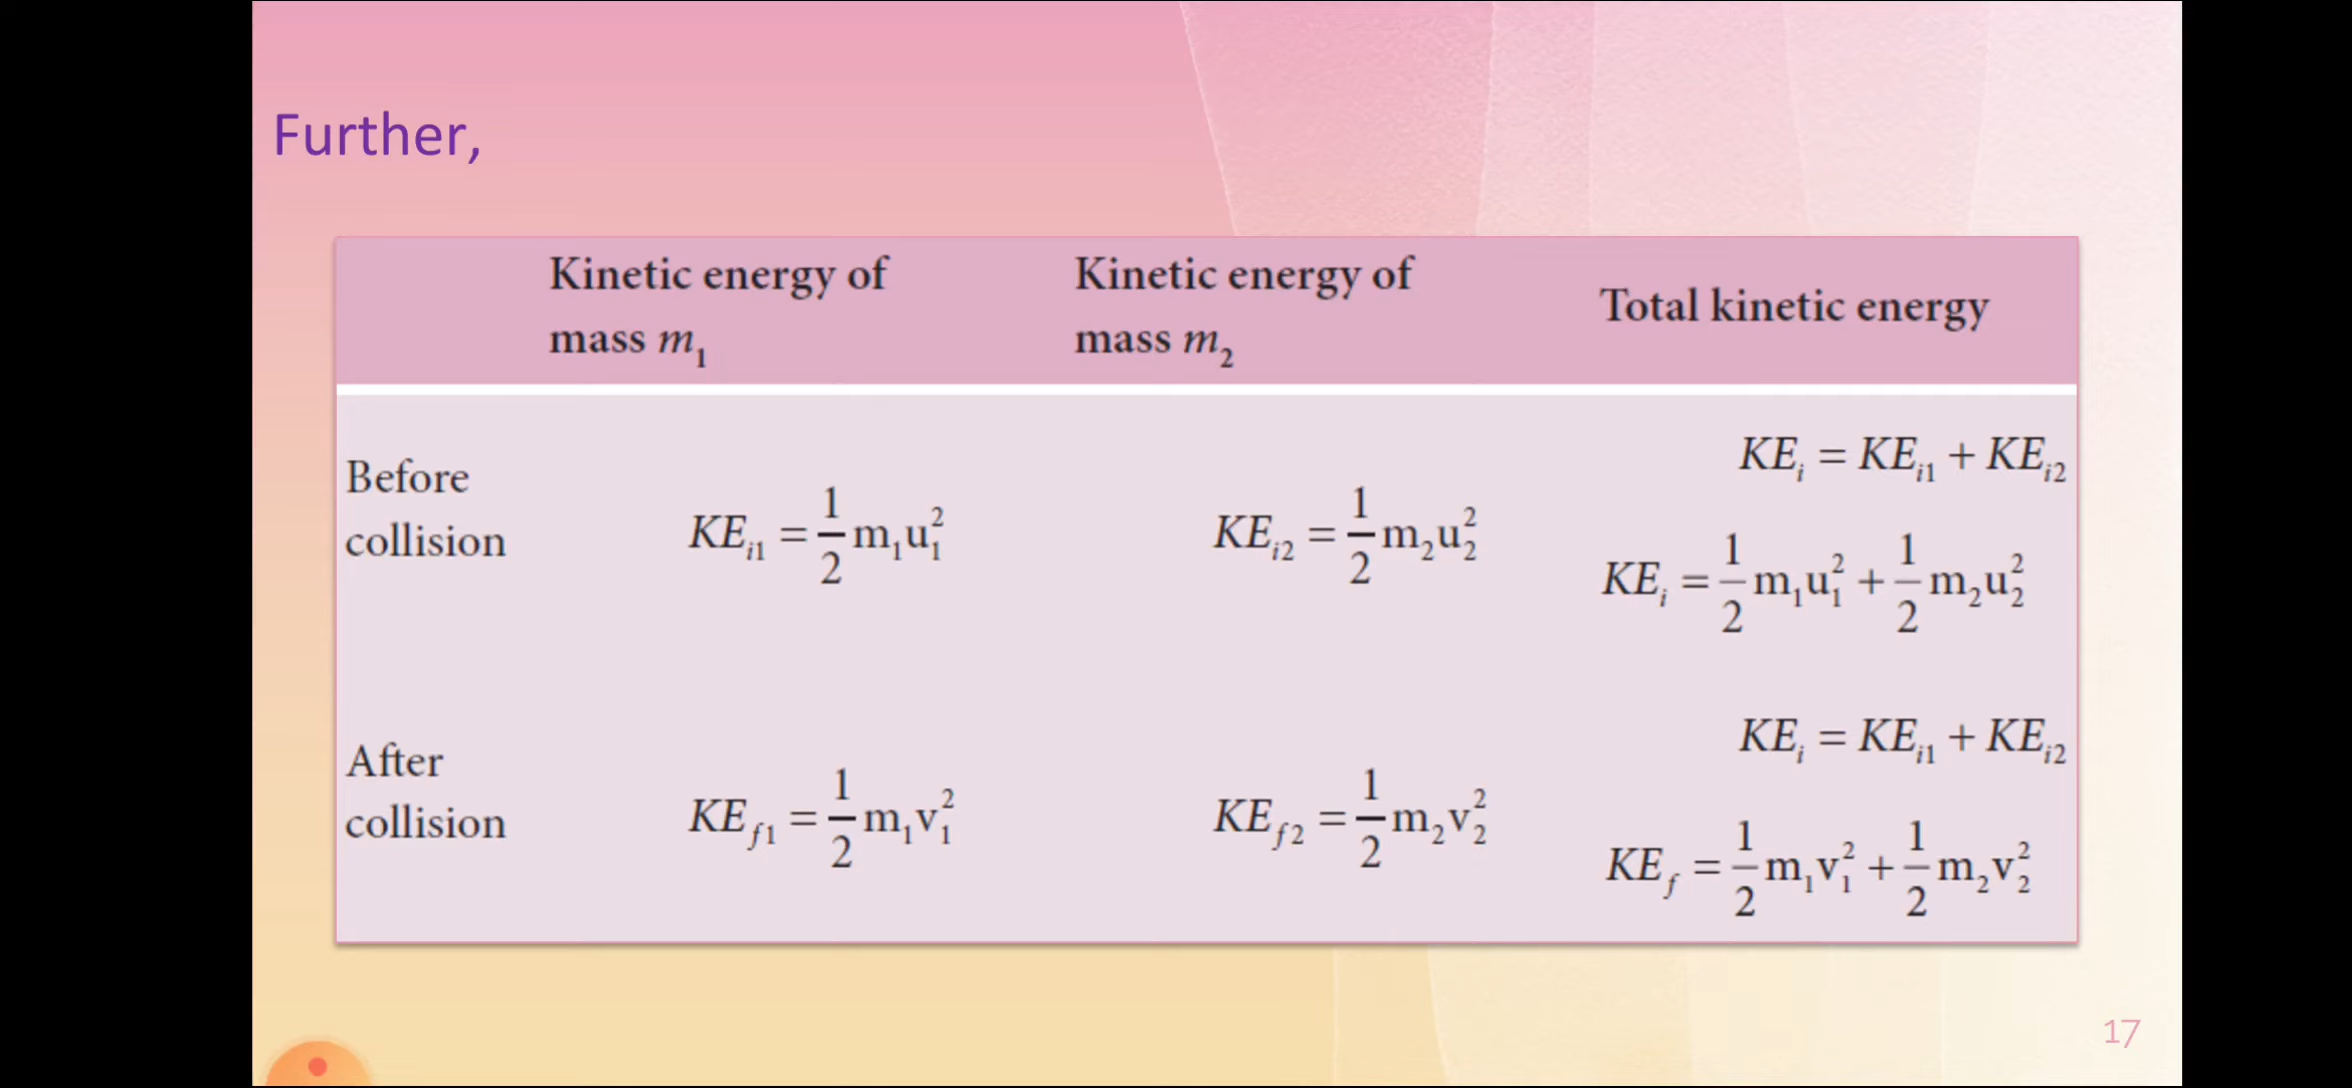 Further,
Kinetic energy of mass m₁
Kinetic energy of mass m₂
Total kinetic energy
Before collision
KEᵢ₁ = 1/2 m₁u₁²
KEᵢ₂ = 1/2 m₂u₂²
KEᵢ = KEᵢ₁ + KEᵢ₂
KEᵢ = 1/2 m₁u₁² + 1/2 m₂u₂²
After collision
KE_f1 = 1/2 m₁v₁²
KE_f2 = 1/2 m₂v₂²
KEᵢ = KEᵢ₁ + KEᵢ₂
KE_f = 1/2 m₁v₁² + 1/2 m₂v₂²
17